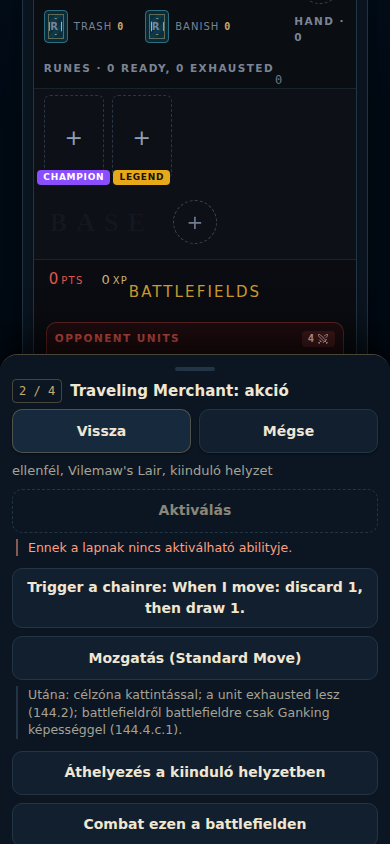 TRASH 0
BANISH 0
HAND ·
0
RUNES · 0 READY, 0 EXHAUSTED
0
+
+
CHAMPION
LEGEND
BASE
+
0 PTS
0 XP
BATTLEFIELDS
OPPONENT UNITS
4
2 / 4
Traveling Merchant: akció
Vissza
Mégse
ellenfél, Vilemaw's Lair, kiinduló helyzet
Aktiválás
Ennek a lapnak nincs aktiválható abilityje.
Trigger a chainre: When I move: discard 1,
then draw 1.
Mozgatás (Standard Move)
Utána: célzóna kattintással; a unit exhausted lesz
(144.2); battlefieldről battlefieldre csak Ganking
képességgel (144.4.c.1).
Áthelyezés a kiinduló helyzetben
Combat ezen a battlefielden